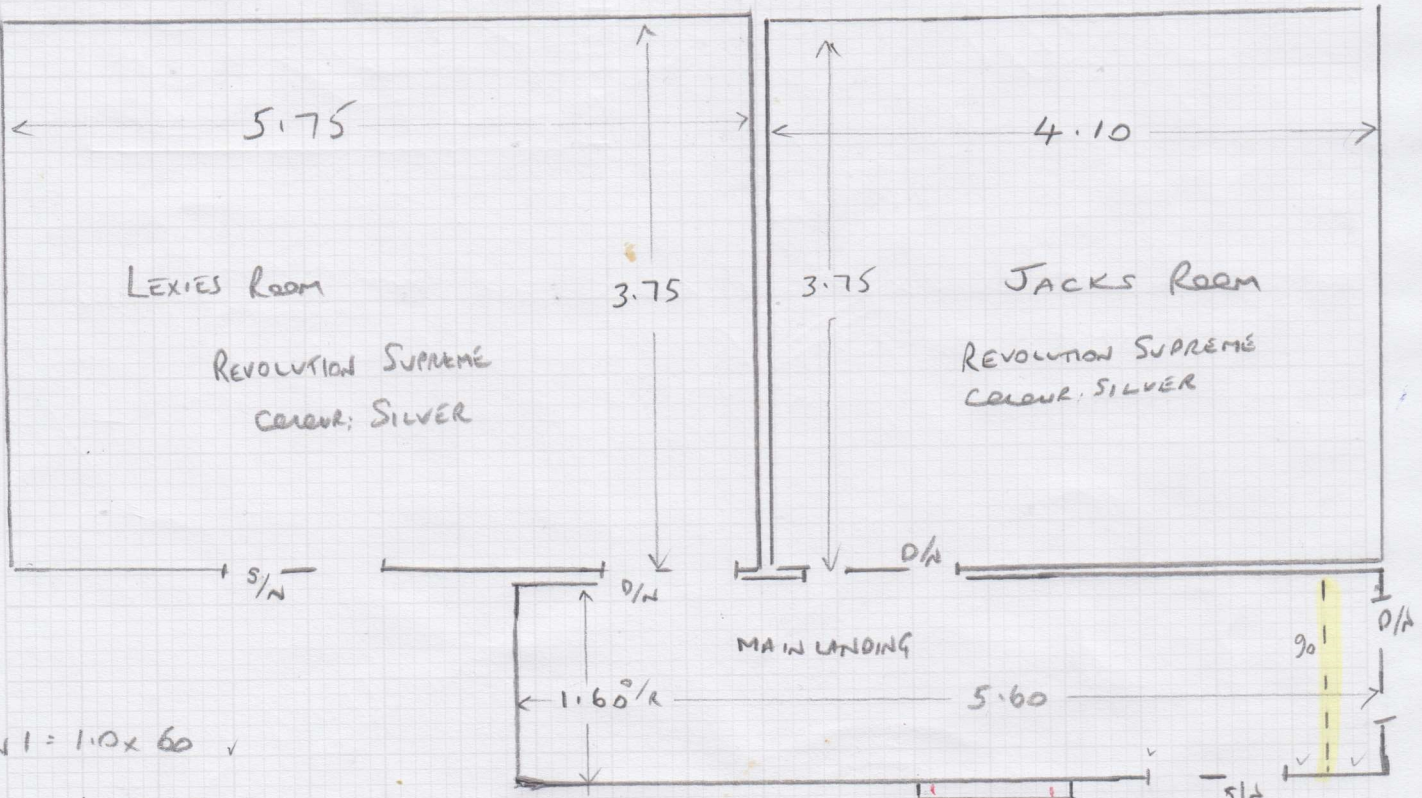 5.75
4.10
LEXIES ROOM
3.75
3.75
JACKS ROOM
REVOLUTION SUPREME
COLOUR: SILVER
REVOLUTION SUPREME
COLOUR: SILVER
S/N
D/N
D/N
MAIN LANDING
90
D/N
1.60 O/R
5.60
1 = 1.0 x 60